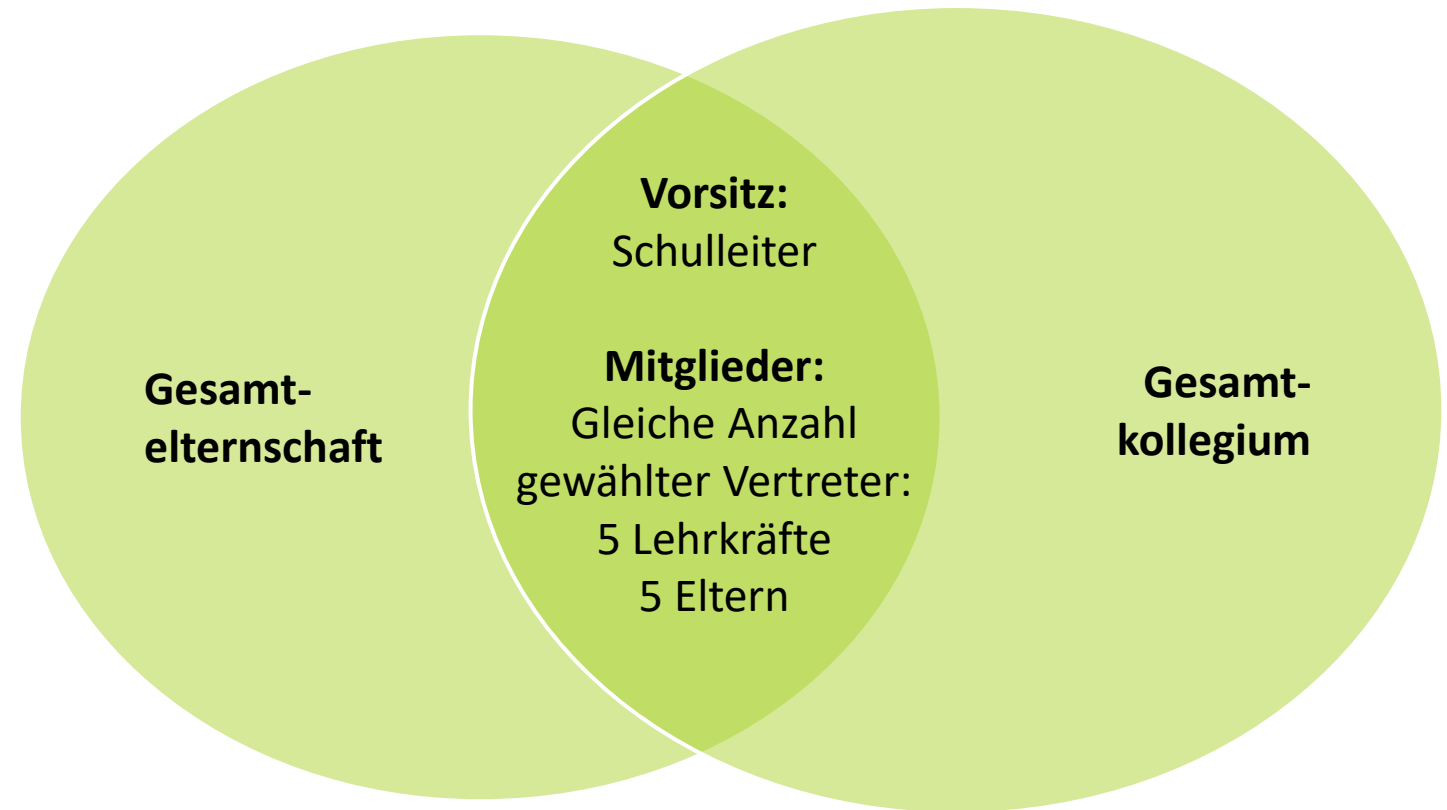 Gesamt-
elternschaft
Vorsitz:
Schulleiter
Mitglieder:
Gleiche Anzahl
gewählter Vertreter:
5 Lehrkräfte
5 Eltern
Gesamt-
kollegium